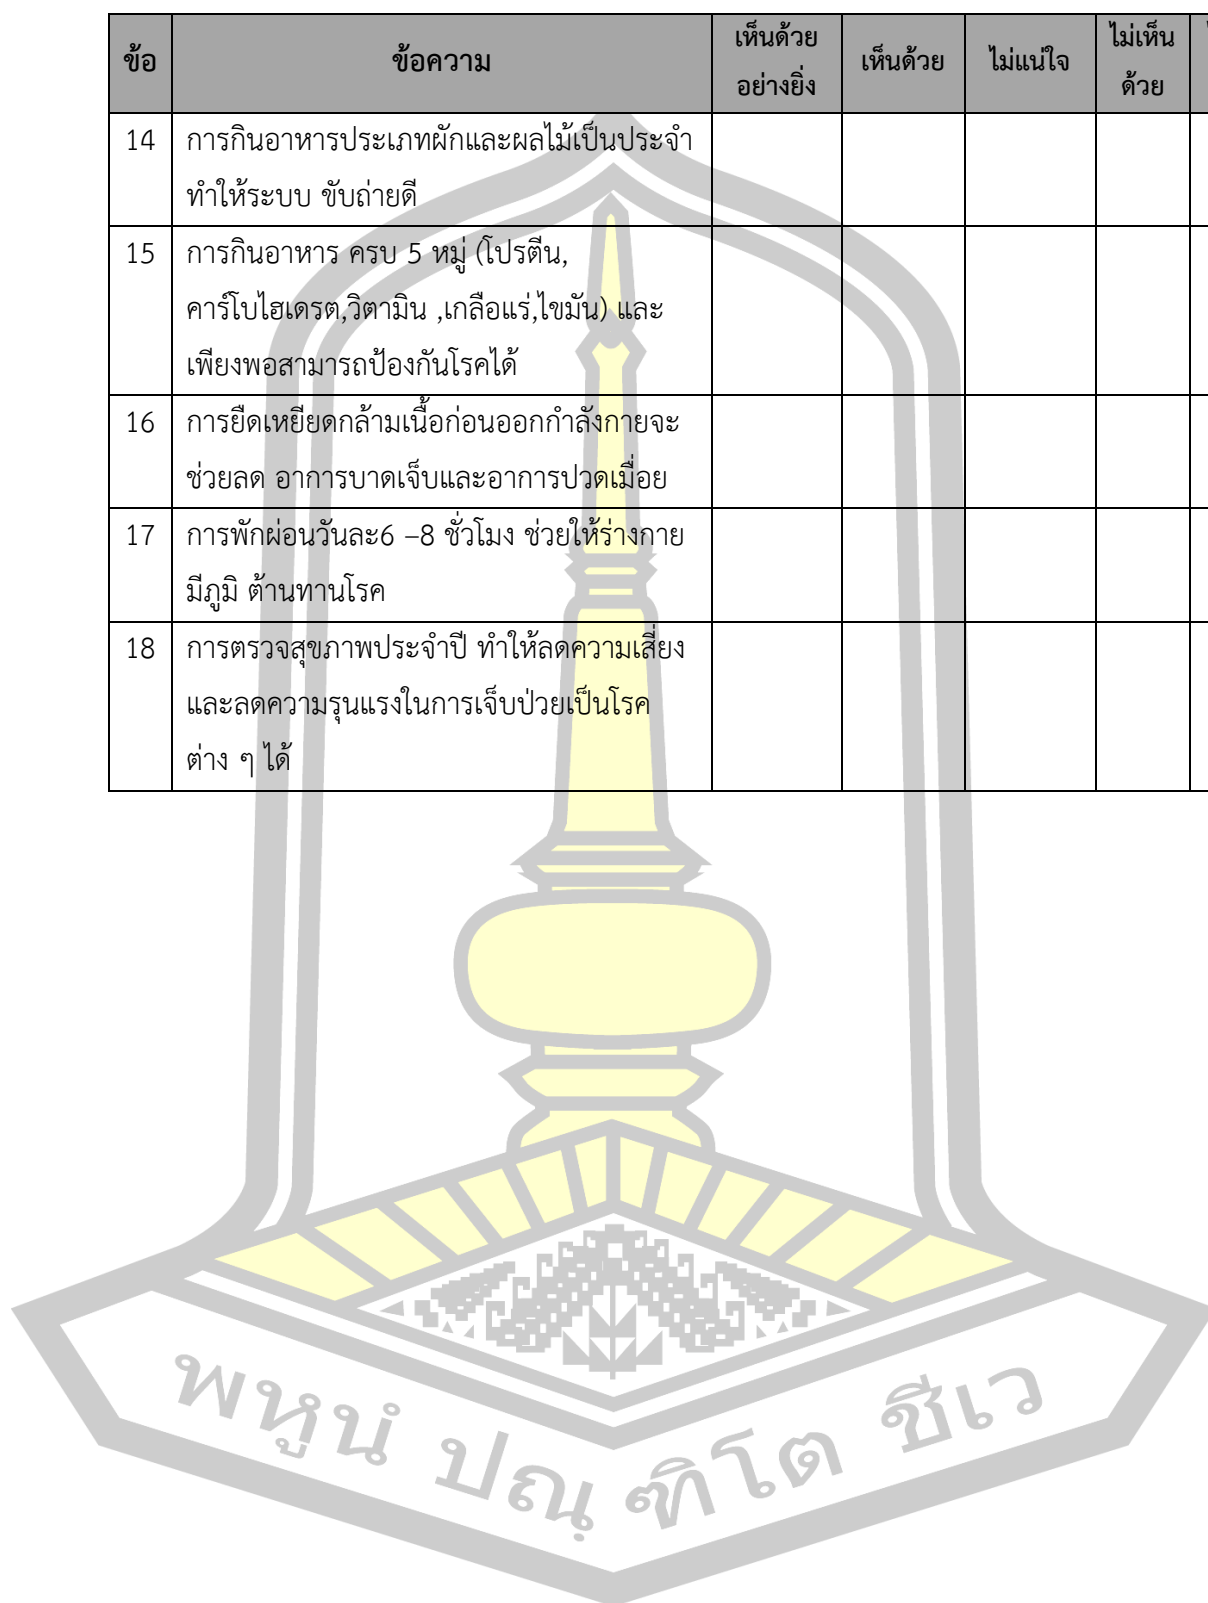 ข้อ ข้อความ เห็นด้วย อย่างยิ่ง เห็นด้วย ไม่แน่ใจ ไม่เห็น ด้วย
14 การกินอาหารประเภทผักและผลไม้เป็นประจำ
ทำให้ระบบ ขับถ่ายดี
15 การกินอาหาร ครบ 5 หมู่ (โปรตีน,
คาร์โบไฮเดรต,วิตามิน ,เกลือแร่,ไขมัน) และ
เพียงพอสามารถป้องกันโรคได้
16 การยืดเหยียดกล้ามเนื้อก่อนออกกำลังกายจะ
ช่วยลด อาการบาดเจ็บและอาการปวดเมื่อย
17 การพักผ่อนวันละ6 –8 ชั่วโมง ช่วยให้ร่างกาย
มีภูมิ ต้านทานโรค
18 การตรวจสุขภาพประจำปี ทำให้ลดความเสี่ยง
และลดความรุนแรงในการเจ็บป่วยเป็นโรค
ต่าง ๆ ได้
พหูนํ ปณฺ ฑิโต ชีเว